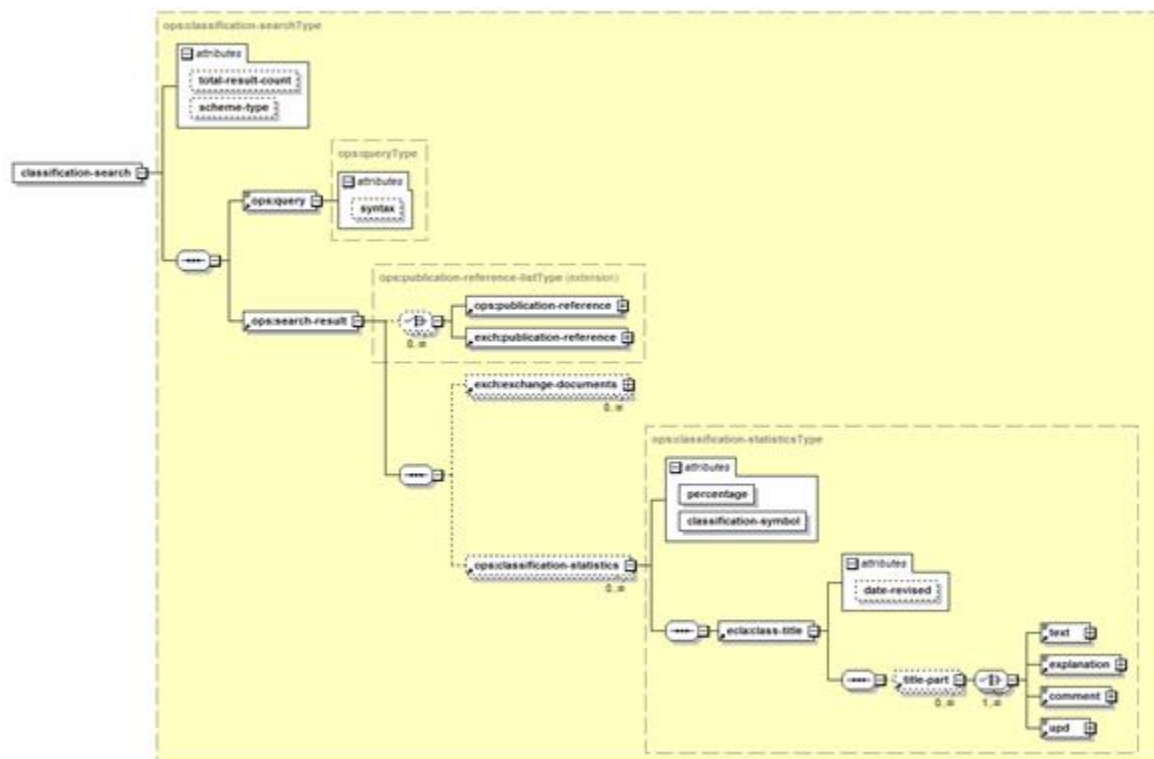 ops:classification-searchType
attributes
total-result-count
scheme-type
classification-search
ops:queryType
attributes
ops:query
syntax
ops:publication-reference-listType (extension)
ops:publication-reference
ops:search-result
0..∞
exch:publication-reference
exch:exchange-documents
0..∞
ops:classification-statisticsType
attributes
percentage
classification-symbol
ops:classification-statistics
0..∞
attributes
date-revised
ecla:class-title
text
explanation
title-part
0..∞
1..∞
comment
upd